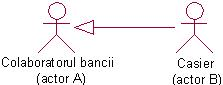 Colaboratorul bancii
(actor A)
Casier
(actor B)